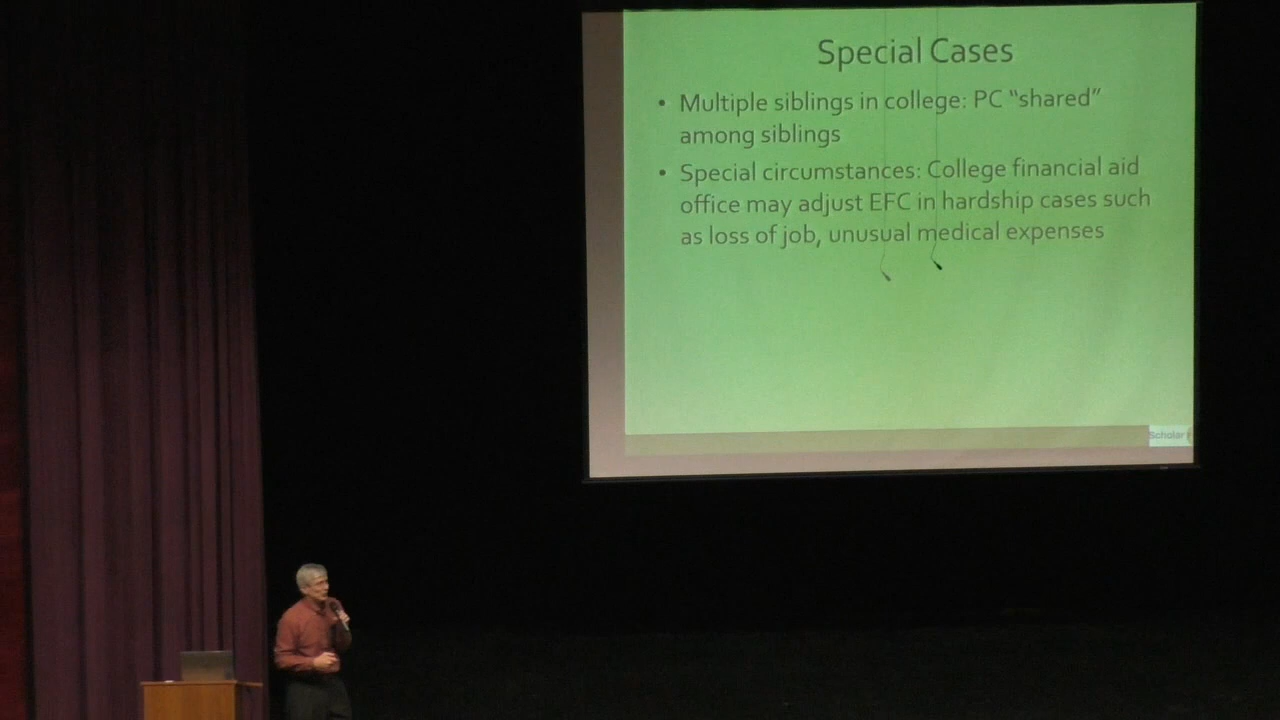 Special Cases
• Multiple siblings in college: PC “shared”
among siblings
• Special circumstances: College financial aid
office may adjust EFC in hardship cases such
as loss of job, unusual medical expenses
Scholar